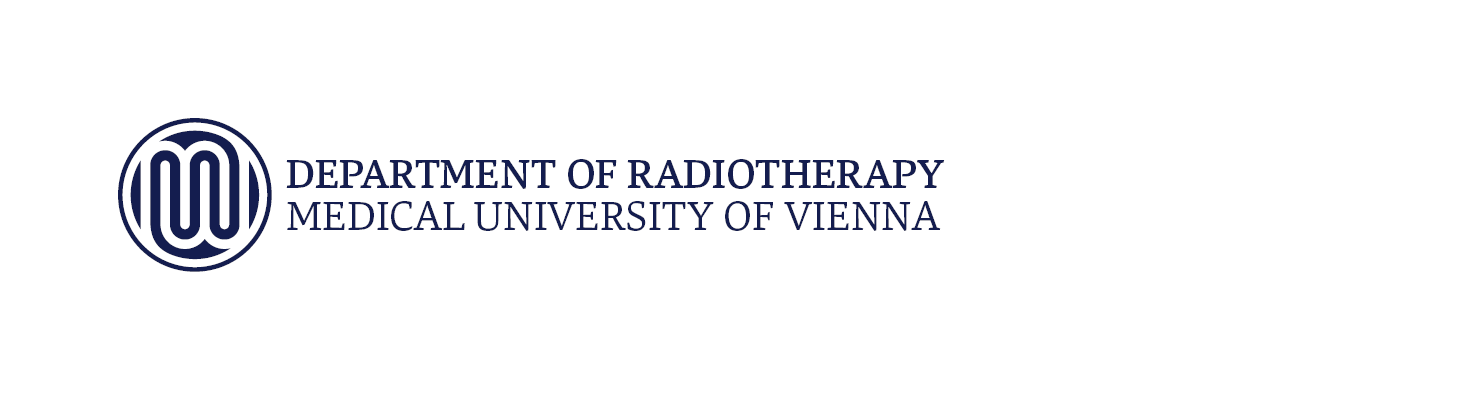 DEPARTMENT OF RADIOTHERAPY
MEDICAL UNIVERSITY OF VIENNA